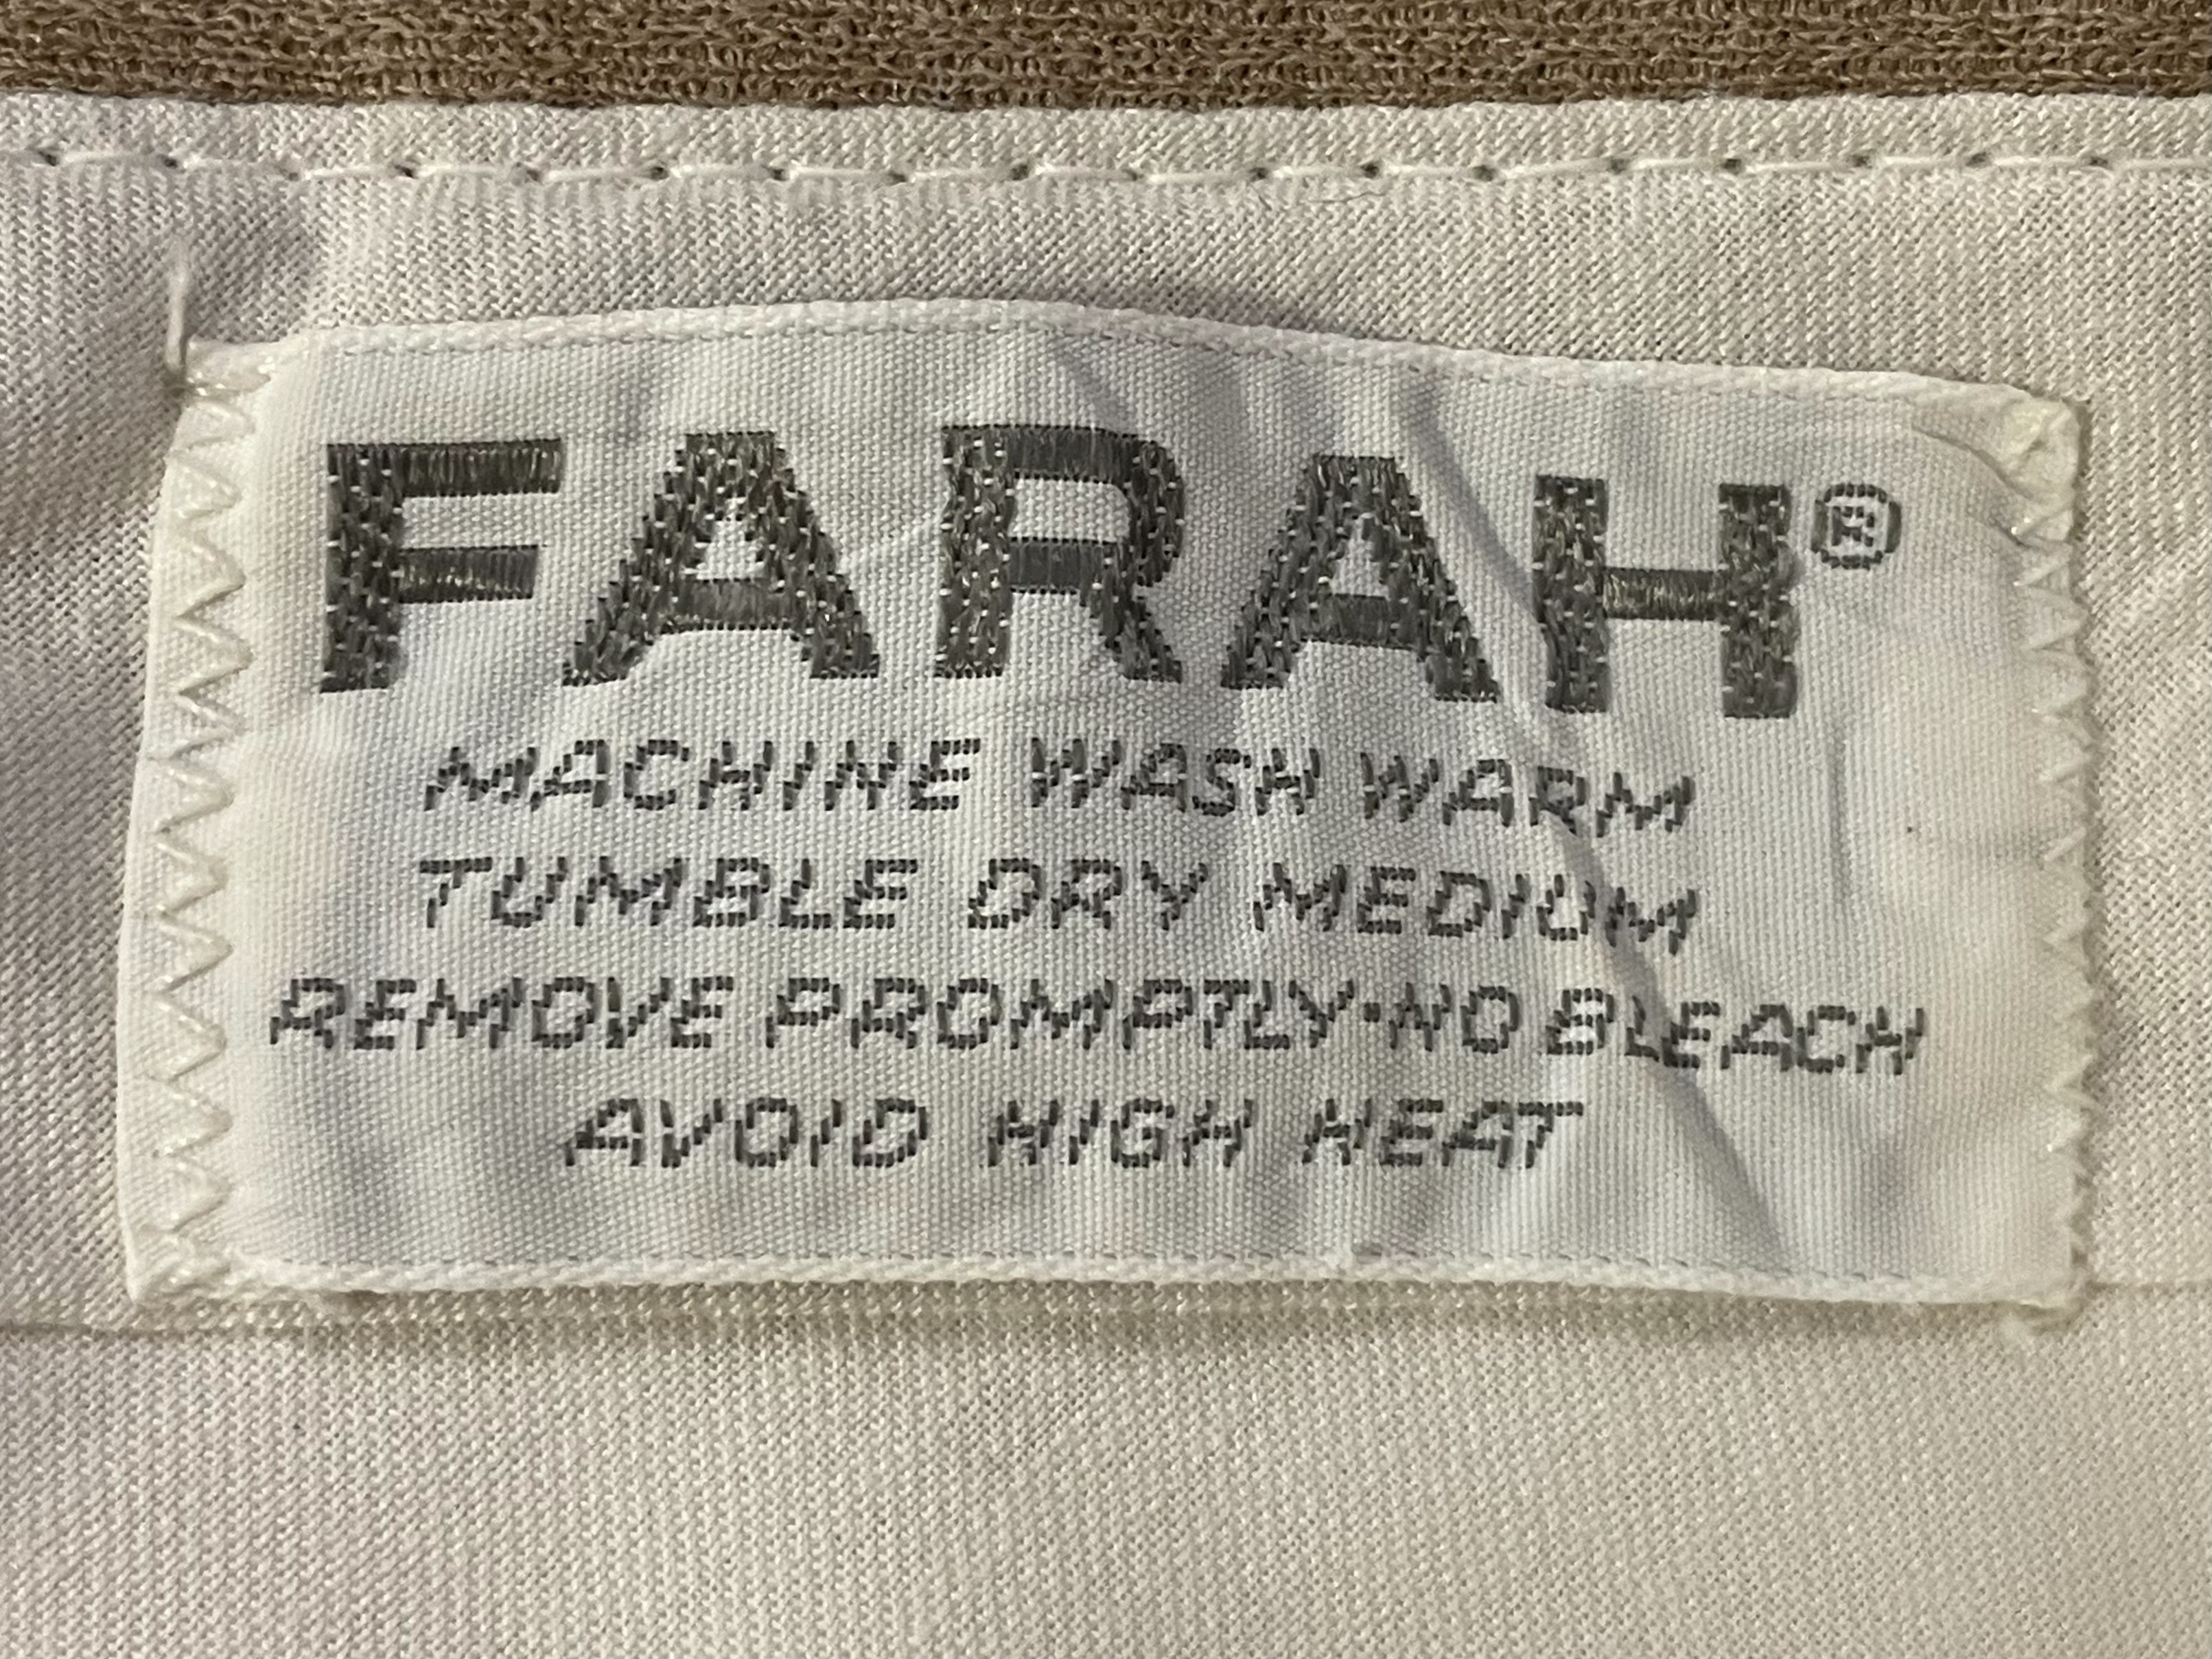 FARAH®
MACHINE WASH WARM
TUMBLE DRY MEDIUM
REMOVE PROMPTLY·NO BLEACH
AVOID HIGH HEAT